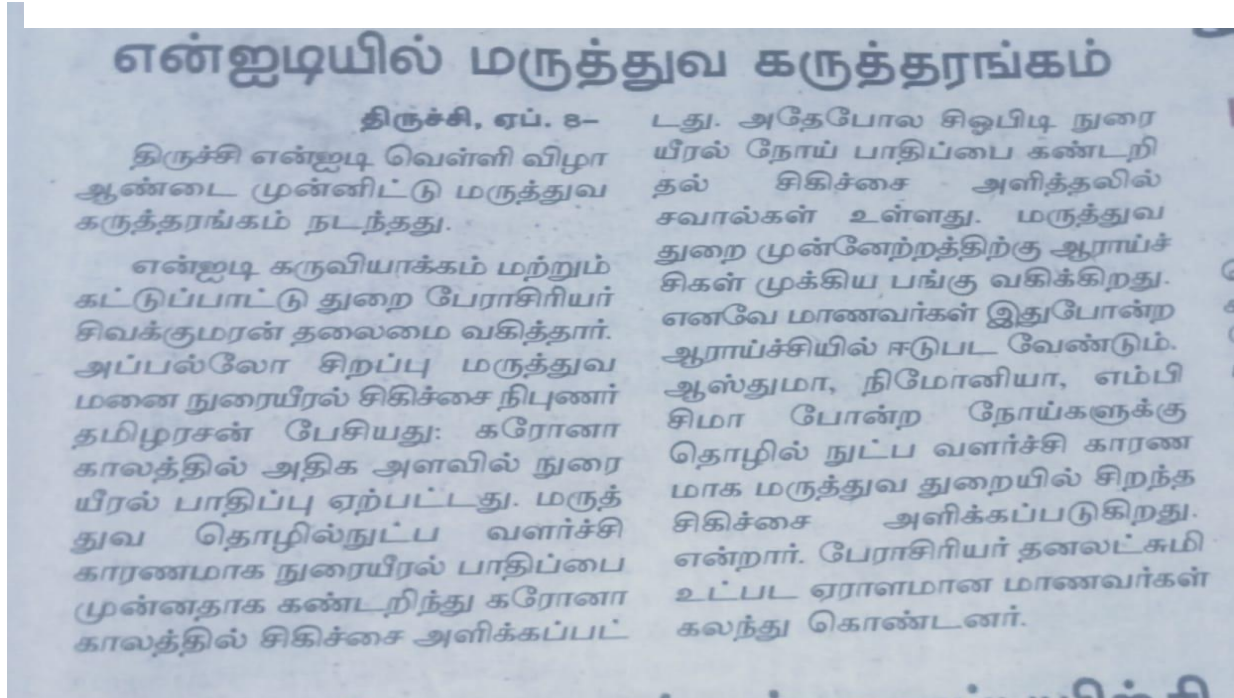 என்ஐடியில் மருத்துவ கருத்தரங்கம்
திருச்சி, ஏப். 8–
திருச்சி என்ஐடி வெள்ளி விழா
ஆண்டை முன்னிட்டு மருத்துவ
கருத்தரங்கம் நடந்தது.
என்ஐடி கருவியாக்கம் மற்றும்
கட்டுப்பாட்டு துறை பேராசிரியர்
சிவக்குமரன் தலைமை வகித்தார்.
அப்பல்லோ சிறப்பு மருத்துவ
மனை நுரையீரல் சிகிச்சை நிபுணர்
தமிழரசன் பேசியது: கரோனா
காலத்தில் அதிக அளவில் நுரை
யீரல் பாதிப்பு ஏற்பட்டது. மருத்
துவ தொழில்நுட்ப வளர்ச்சி
காரணமாக நுரையீரல் பாதிப்பை
முன்னதாக கண்டறிந்து கரோனா
காலத்தில் சிகிச்சை அளிக்கப்பட்
டது. அதேபோல சிஓபிடி நுரை
யீரல் நோய் பாதிப்பை கண்டறி
தல் சிகிச்சை அளித்தலில்
சவால்கள் உள்ளது. மருத்துவ
துறை முன்னேற்றத்திற்கு ஆராய்ச்
சிகள் முக்கிய பங்கு வகிக்கிறது.
எனவே மாணவர்கள் இதுபோன்ற
ஆராய்ச்சியில் ஈடுபட வேண்டும்.
ஆஸ்துமா, நிமோனியா, எம்பி
சிமா போன்ற நோய்களுக்கு
தொழில் நுட்ப வளர்ச்சி காரண
மாக மருத்துவ துறையில் சிறந்த
சிகிச்சை அளிக்கப்படுகிறது.
என்றார். பேராசிரியர் தனலட்சுமி
உட்பட ஏராளமான மாணவர்கள்
கலந்து கொண்டனர்.